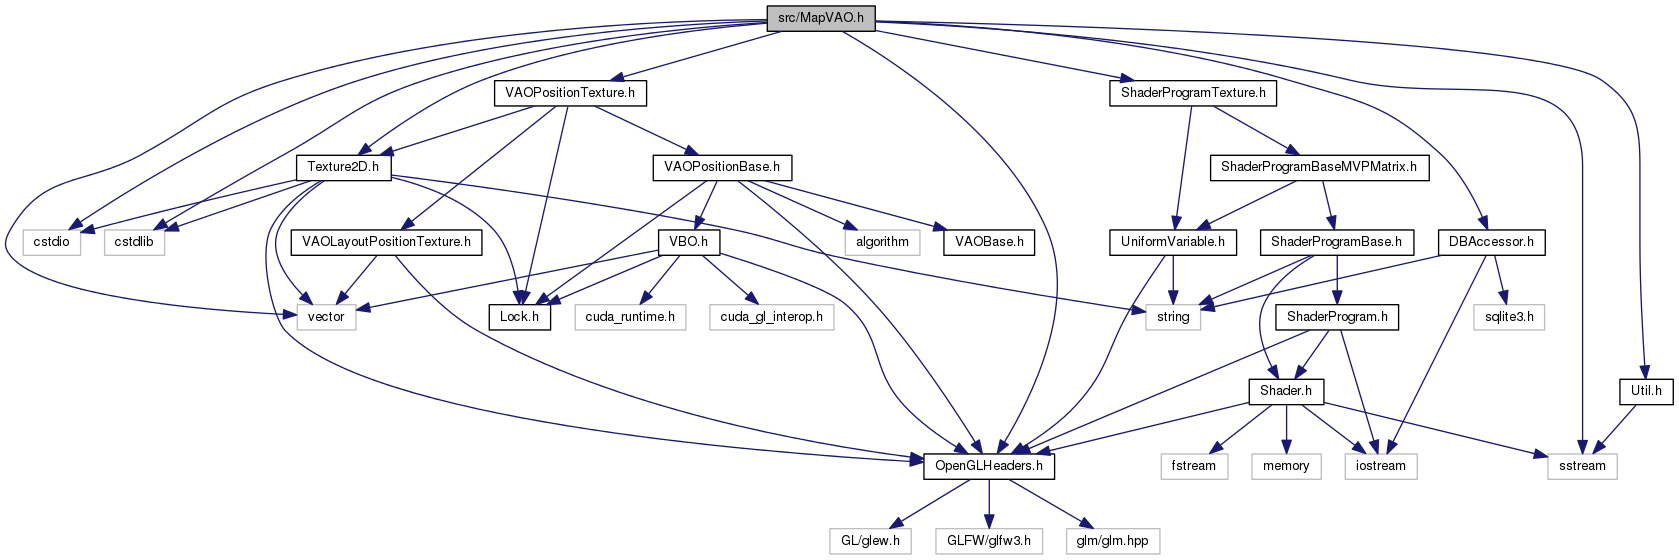 src/MapVAO.h
VAOPositionTexture.h
ShaderProgramTexture.h
Texture2D.h
VAOPositionBase.h
ShaderProgramBaseMVPMatrix.h
cstdio
cstdlib
VAOLayoutPositionTexture.h
VBO.h
algorithm
VAOBase.h
UniformVariable.h
ShaderProgramBase.h
DBAccessor.h
vector
Lock.h
cuda_runtime.h
cuda_gl_interop.h
string
ShaderProgram.h
sqlite3.h
Shader.h
Util.h
OpenGLHeaders.h
fstream
memory
iostream
sstream
GL/glew.h
GLFW/glfw3.h
glm/glm.hpp